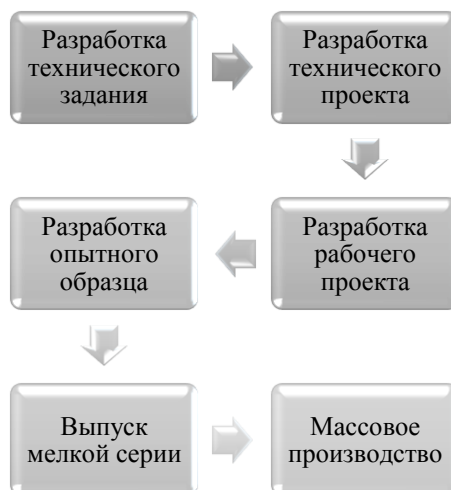 Разработка
технического
задания
Разработка
технического
проекта
Разработка
рабочего
проекта
Разработка
опытного
образца
Выпуск
мелкой серии
Массовое
производство